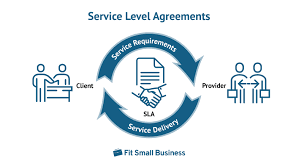 Service Level Agreements
Service Requirements
Client
Provider
SLA
Service Delivery
Fit Small Business